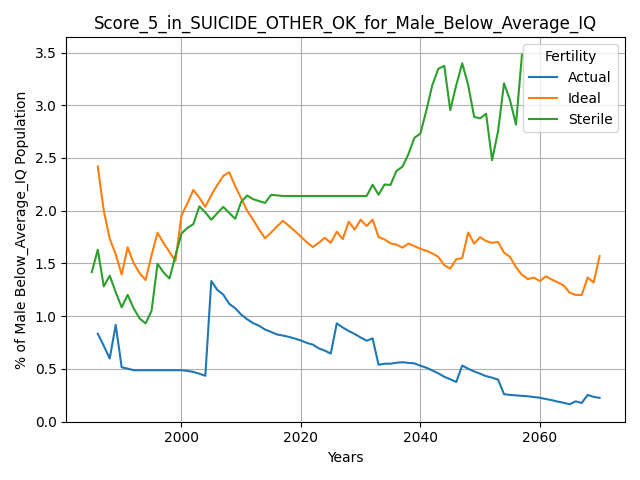 Score_5_in_SUICIDE_OTHER_OK_for_Male_Below_Average_IQ
% of Male Below_Average_IQ Population
3.5
3.0
2.5
2.0
1.5
1.0
0.5
0.0
Fertility
Actual
Ideal
Sterile
2000
2020
2040
2060
Years